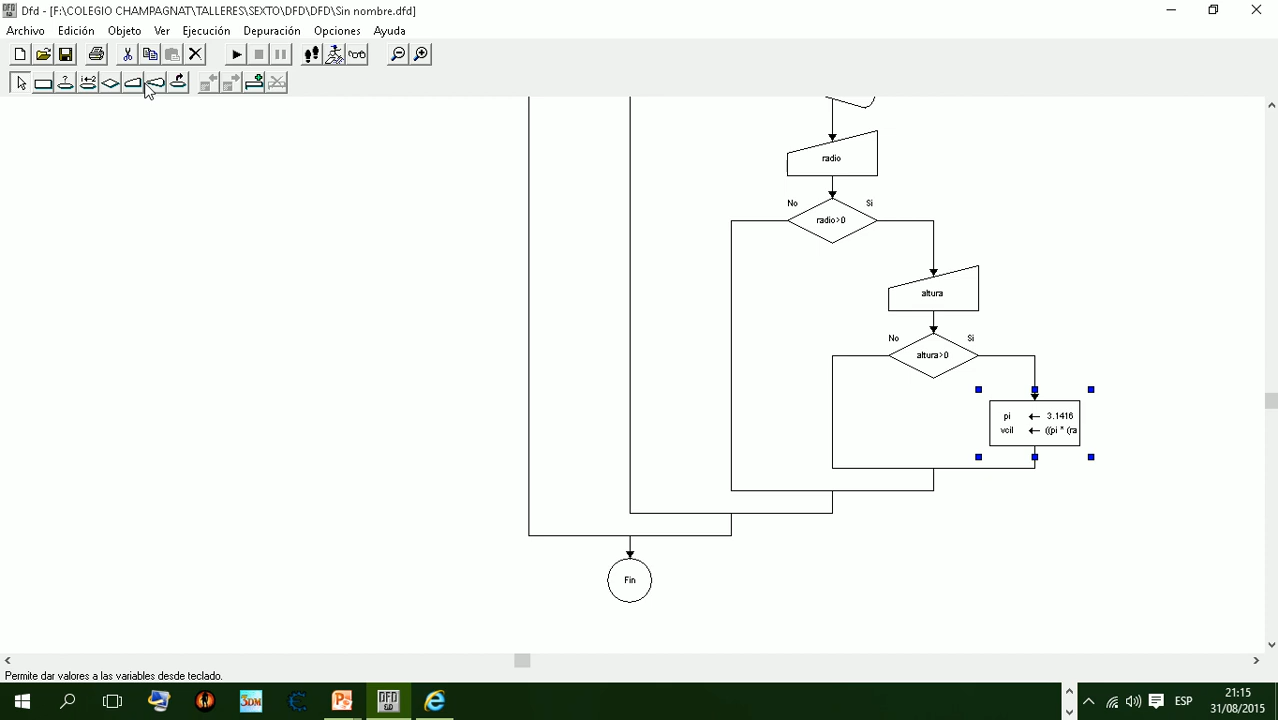 Dfd - [F:\COLEGIO CHAMPAGNAT\TALLERES\SEXTO\DFD\DFD\Sin nombre.dfd]
Archivo Edición Objeto Ver Ejecución Depuración Opciones Ayuda
radio
No Si
radio>0
altura
No Si
altura>0
pi ← 3.1416
vcil ← ((pi * (ra
Fin
Permite dar valores a las variables desde teclado.
3DM
DFD
ESP
21:15
31/08/2015